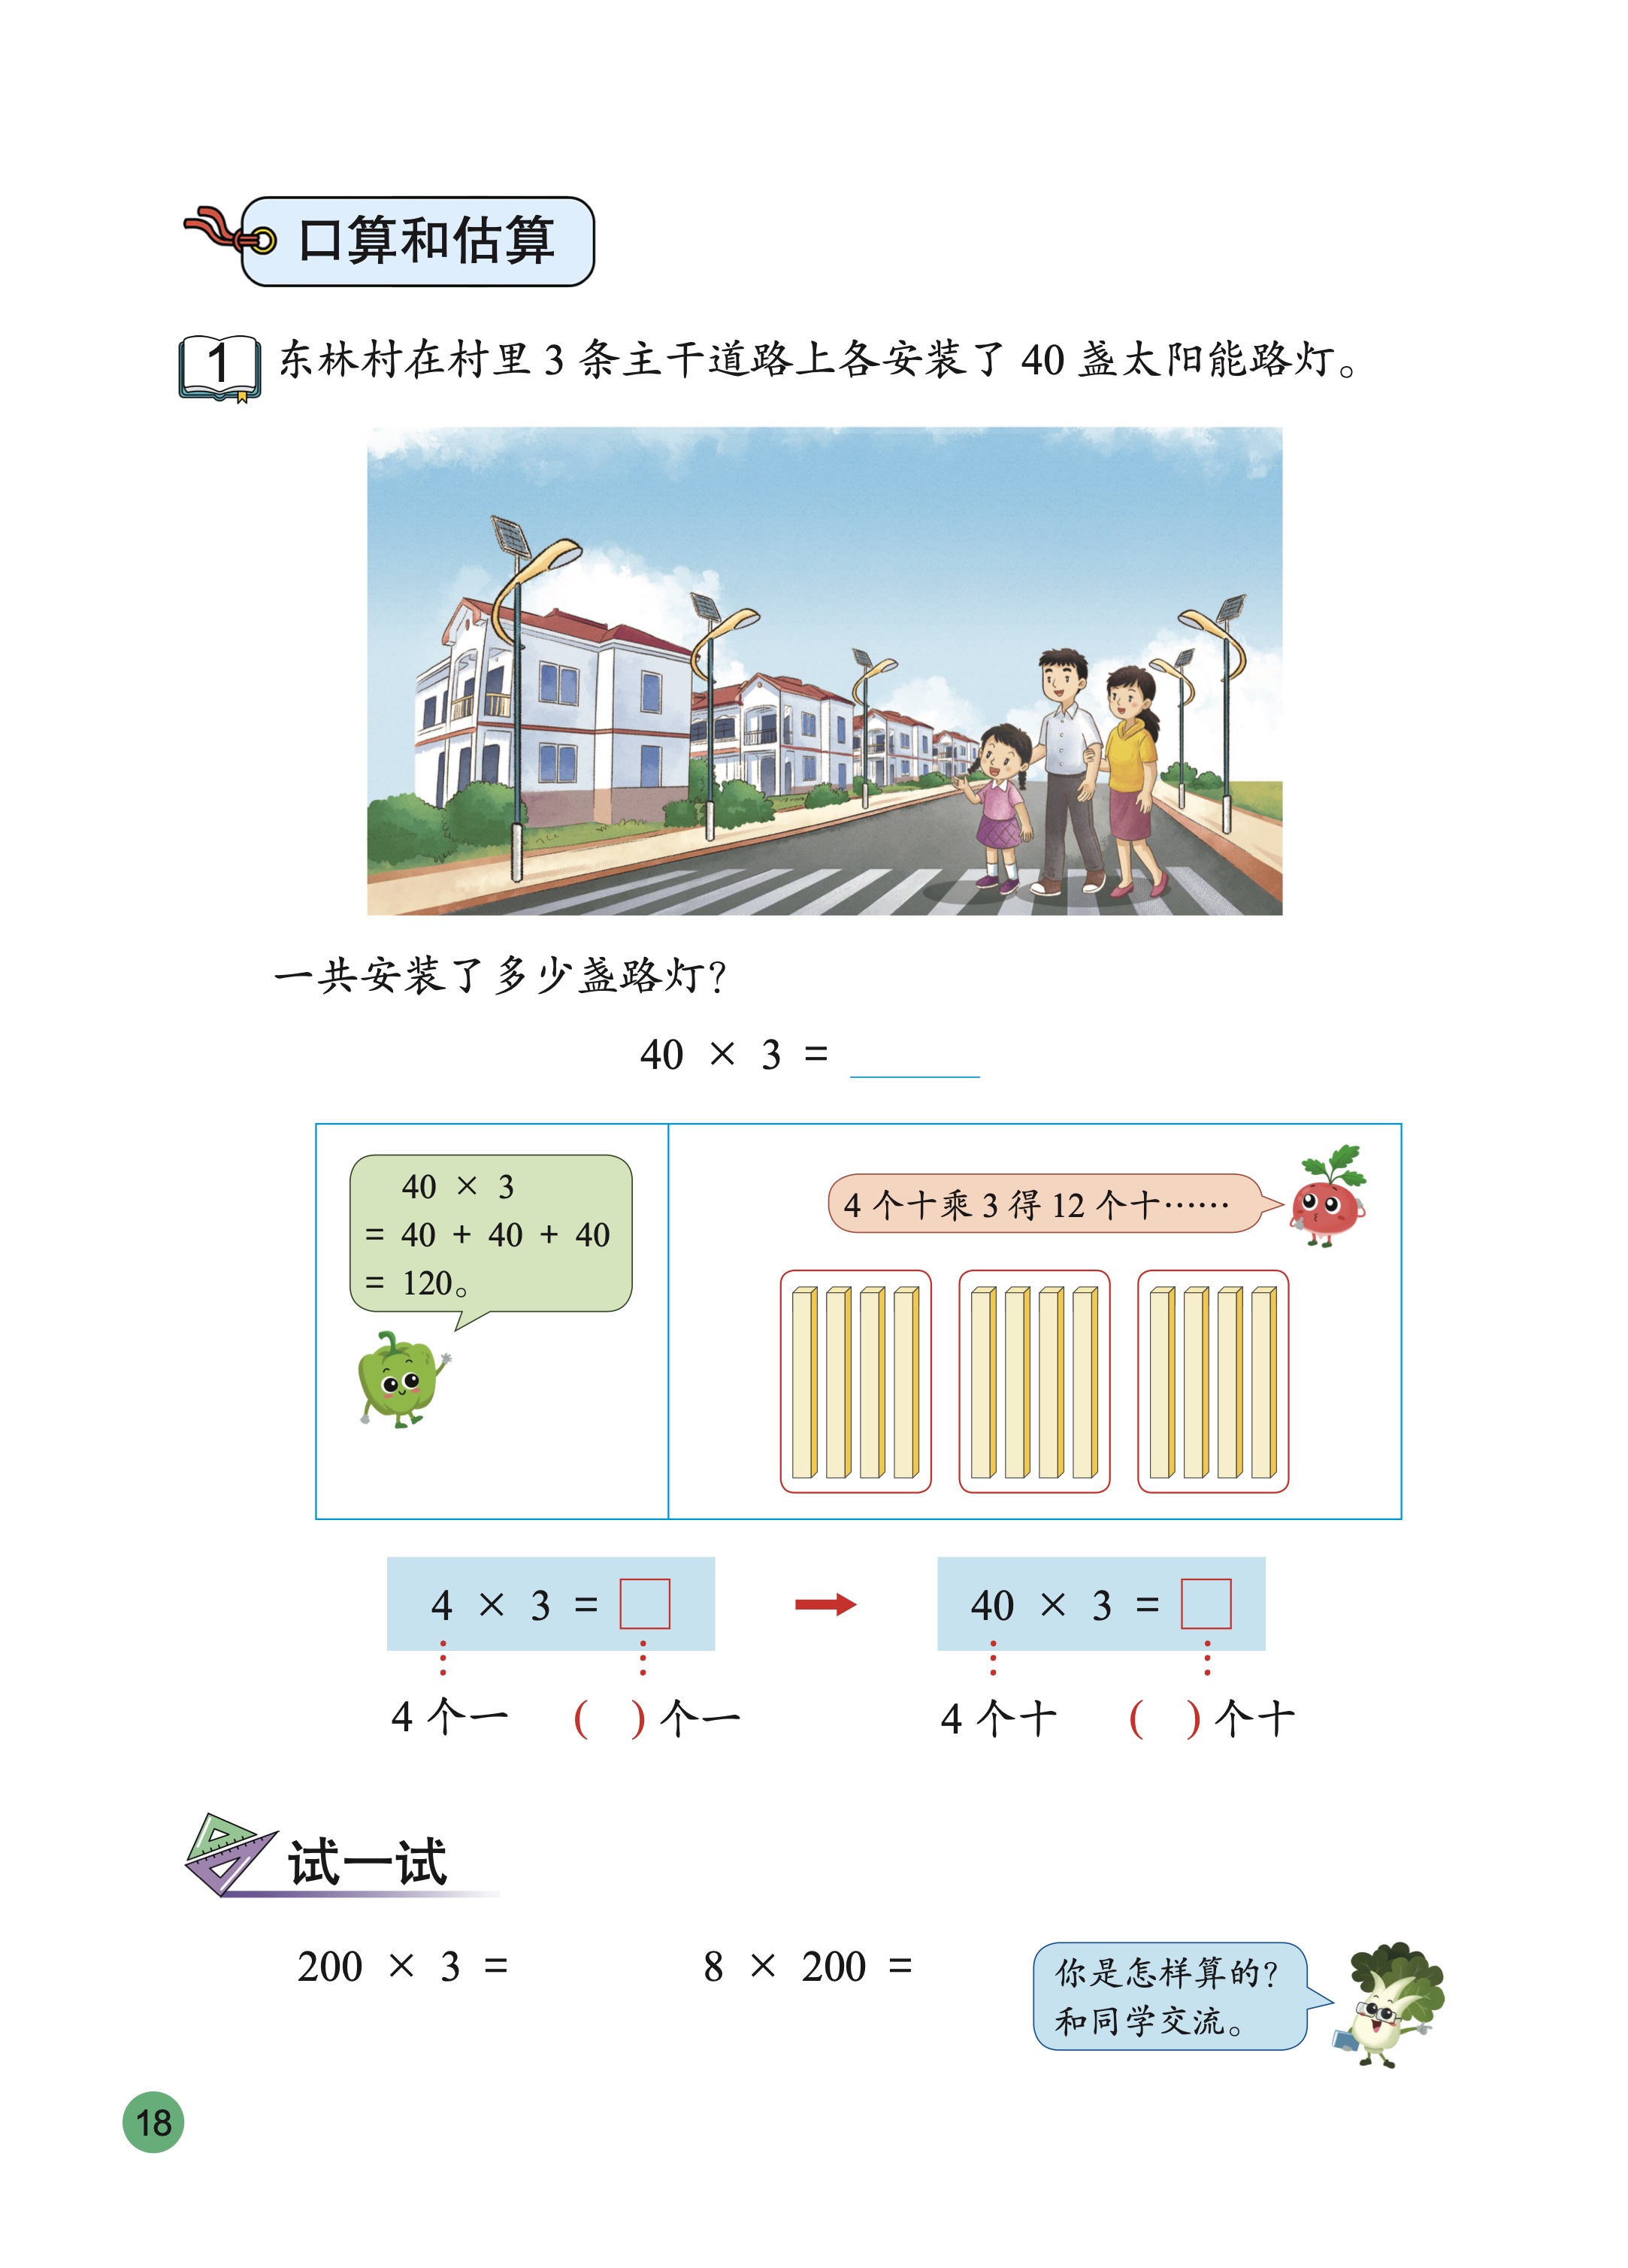 口算和估算
1 东林村在村里 3 条主干道路上各安装了 40 盏太阳能路灯。
一共安装了多少盏路灯？
40 × 3 = ______
40 × 3
= 40 + 40 + 40
= 120。
4 个十乘 3 得 12 个十……
4 × 3 = □
40 × 3 = □
4 个一 （ ）个一
4 个十 （ ）个十
试一试
200 × 3 =
8 × 200 =
你是怎样算的？
和同学交流。
18